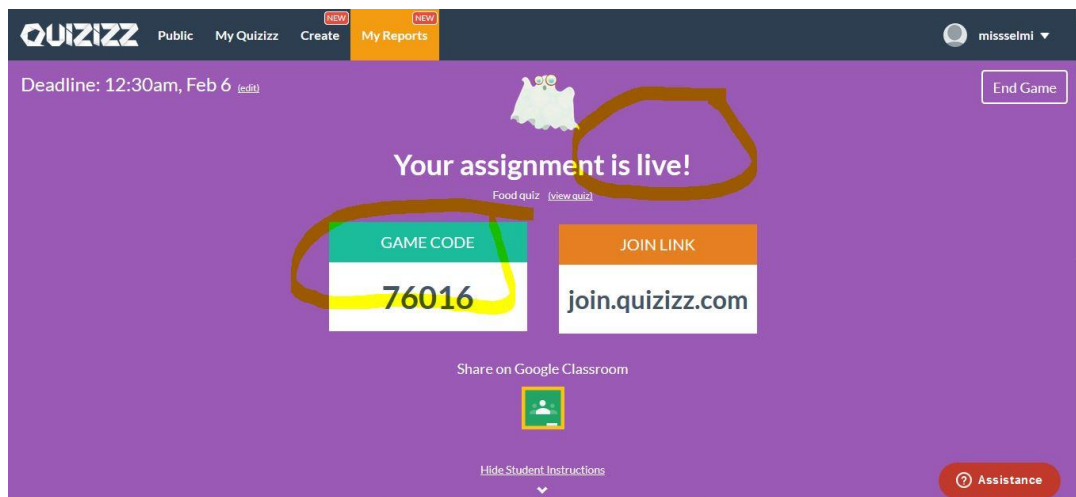 QUIZIZZ Public My Quizizz Create NEW My Reports NEW missselmi
Deadline: 12:30am, Feb 6 (edit)
End Game
Your assignment is live!
Food quiz (view quiz)
GAME CODE
76016
JOIN LINK
join.quizizz.com
Share on Google Classroom
Hide Student Instructions
? Assistance